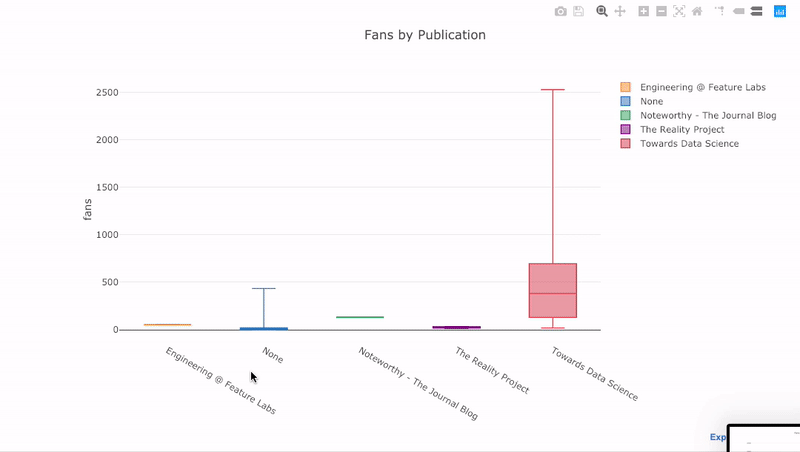 Fans by Publication
2500
2000
1500
1000
500
0
fans
Engineering @ Feature Labs
None
Noteworthy - The Journal Blog
The Reality Project
Towards Data Science
Engineering @ Feature Labs
None
Noteworthy - The Journal Blog
The Reality Project
Towards Data Science